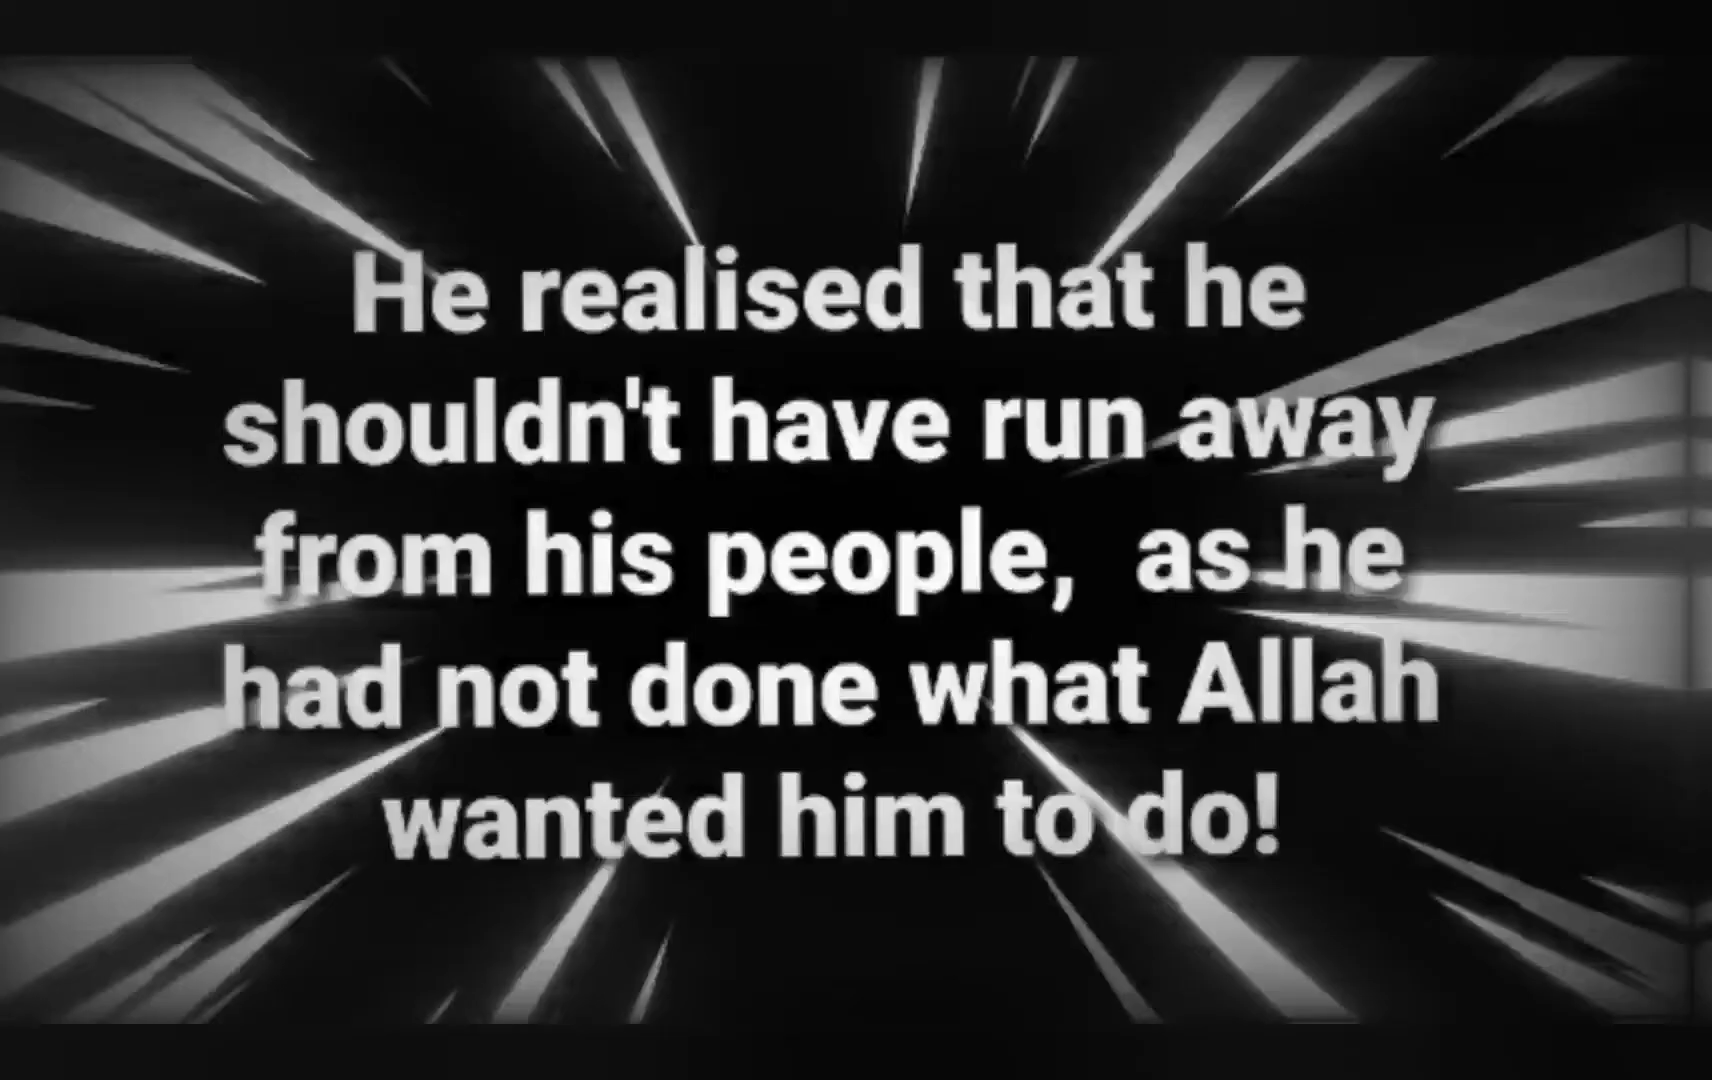 He realised that he
shouldn't have run away
from his people,  as he
had not done what Allah
wanted him to do!